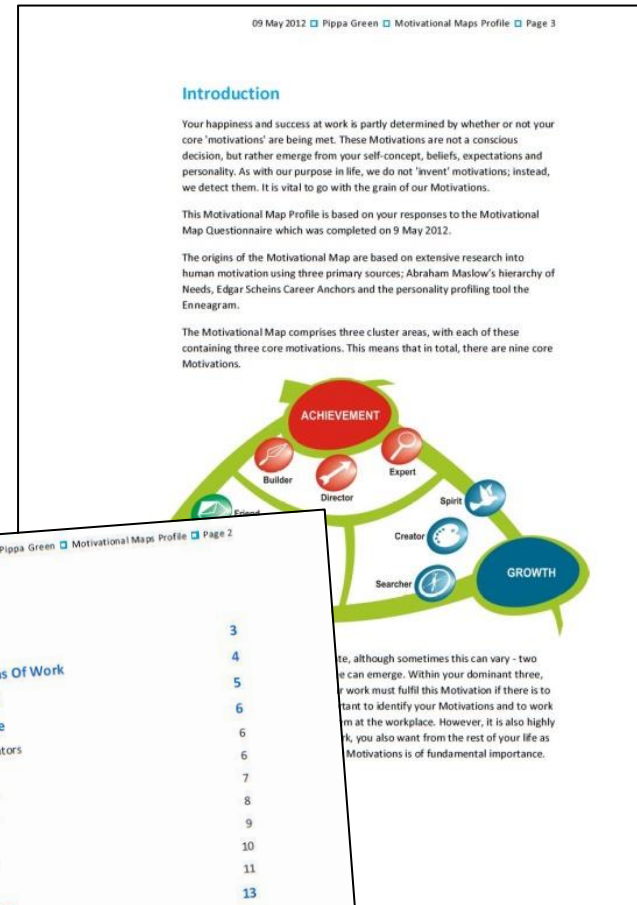 09 May 2012 Pippa Green Motivational Maps Profile Page 3
Introduction
Your happiness and success at work is partly determined by whether or not your
core 'motivations' are being met. These Motivations are not a conscious
decision, but rather emerge from your self-concept, beliefs, expectations and
personality. As with our purpose in life, we do not 'invent' motivations; instead,
we detect them. It is vital to go with the grain of our Motivations.
This Motivational Map Profile is based on your responses to the Motivational
Map Questionnaire which was completed on 9 May 2012.
The origins of the Motivational Map are based on extensive research into
human motivation using three primary sources; Abraham Maslow's hierarchy of
Needs, Edgar Scheins Career Anchors and the personality profiling tool the
Enneagram.
The Motivational Map comprises three cluster areas, with each of these
containing three core motivations. This means that in total, there are nine core
Motivations.
ACHIEVEMENT
Builder
Director
Expert
Friend
Spirit
Creator
Searcher
GROWTH
although sometimes this can vary - two
can emerge. Within your dominant three,
work must fulfil this Motivation if there is to
to identify your Motivations and to work
at the workplace. However, it is also highly
you also want from the rest of your life as
Motivations is of fundamental importance.
Pippa Green Motivational Maps Profile Page 2
3
Of Work 4
5
6
6
6
7
8
9
10
11
13